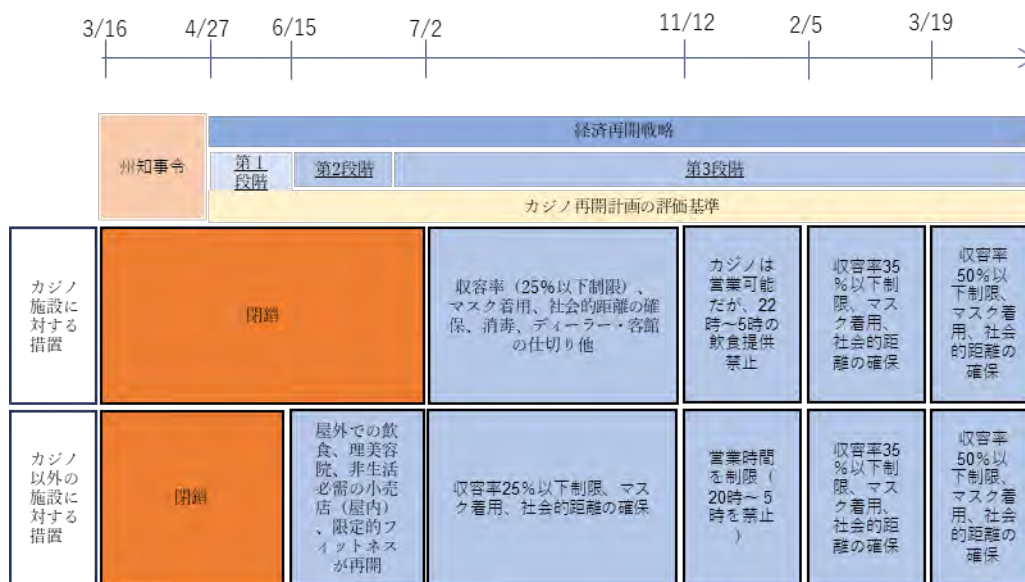 3/16 4/27 6/15 7/2 11/12 2/5 3/19
経済再開戦略
州知事令
第1
段階
第2段階
第3段階
カジノ再開計画の評価基準
カジノ
施設に
対する
措置
閉鎖
収容率（25%以下制限）、
マスク着用、社会的距離の確
保、消毒、ディーラー・客館
の仕切り他
カジノは
営業可能
だが、22
時～5時の
飲食提供
禁止
収容率35
%以下制
限、マス
ク着用、
社会的距
離の確保
収容率
50%以
下制限、
マスク着
用、社会
的距離の
確保
カジノ
以外の
施設に
対する
措置
閉鎖
屋外での飲
食、理美容
院、非生活
必需の小売
店（屋内）
、限定的フ
ィットネス
が再開
収容率25%以下制限、マス
ク着用、社会的距離の確保
営業時間
を制限（
20時～5
時を禁止
）
収容率35
%以下制
限、マス
ク着用、
社会的距
離の確保
収容率
50%以
下制限、
マスク着
用、社会
的距離の
確保